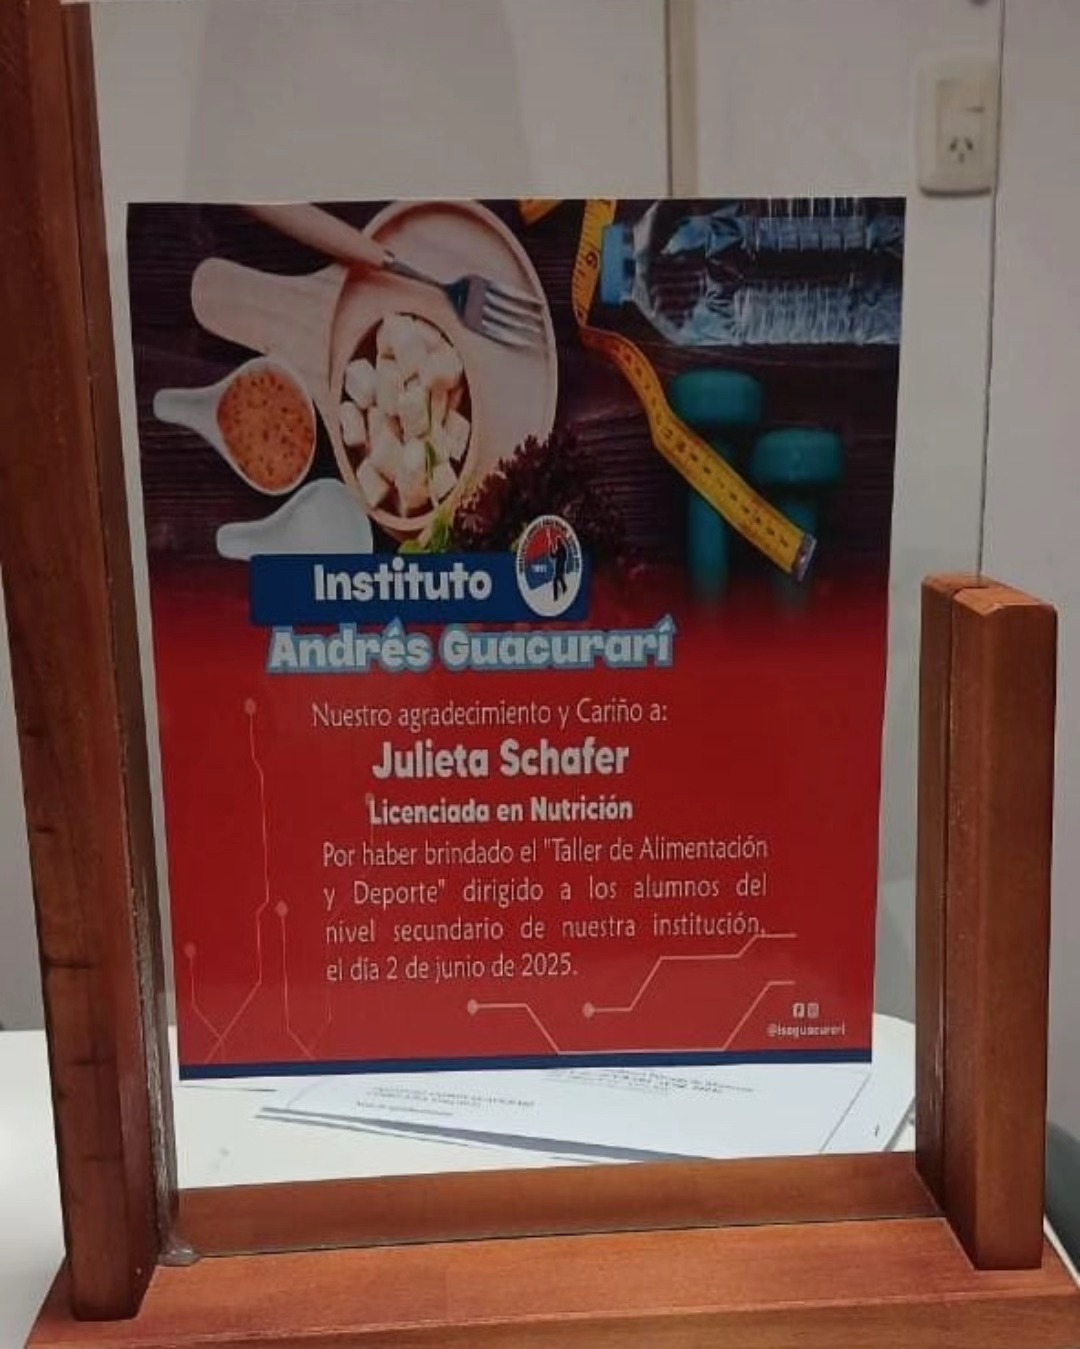 Instituto
Andrés Guacurarí
Nuestro agradecimiento y Cariño a:
Julieta Schafer
Licenciada en Nutrición
Por haber brindado el "Taller de Alimentación
y Deporte" dirigido a los alumnos del
nivel secundario de nuestra institución,
el día 2 de junio de 2025.
@isaguacurari